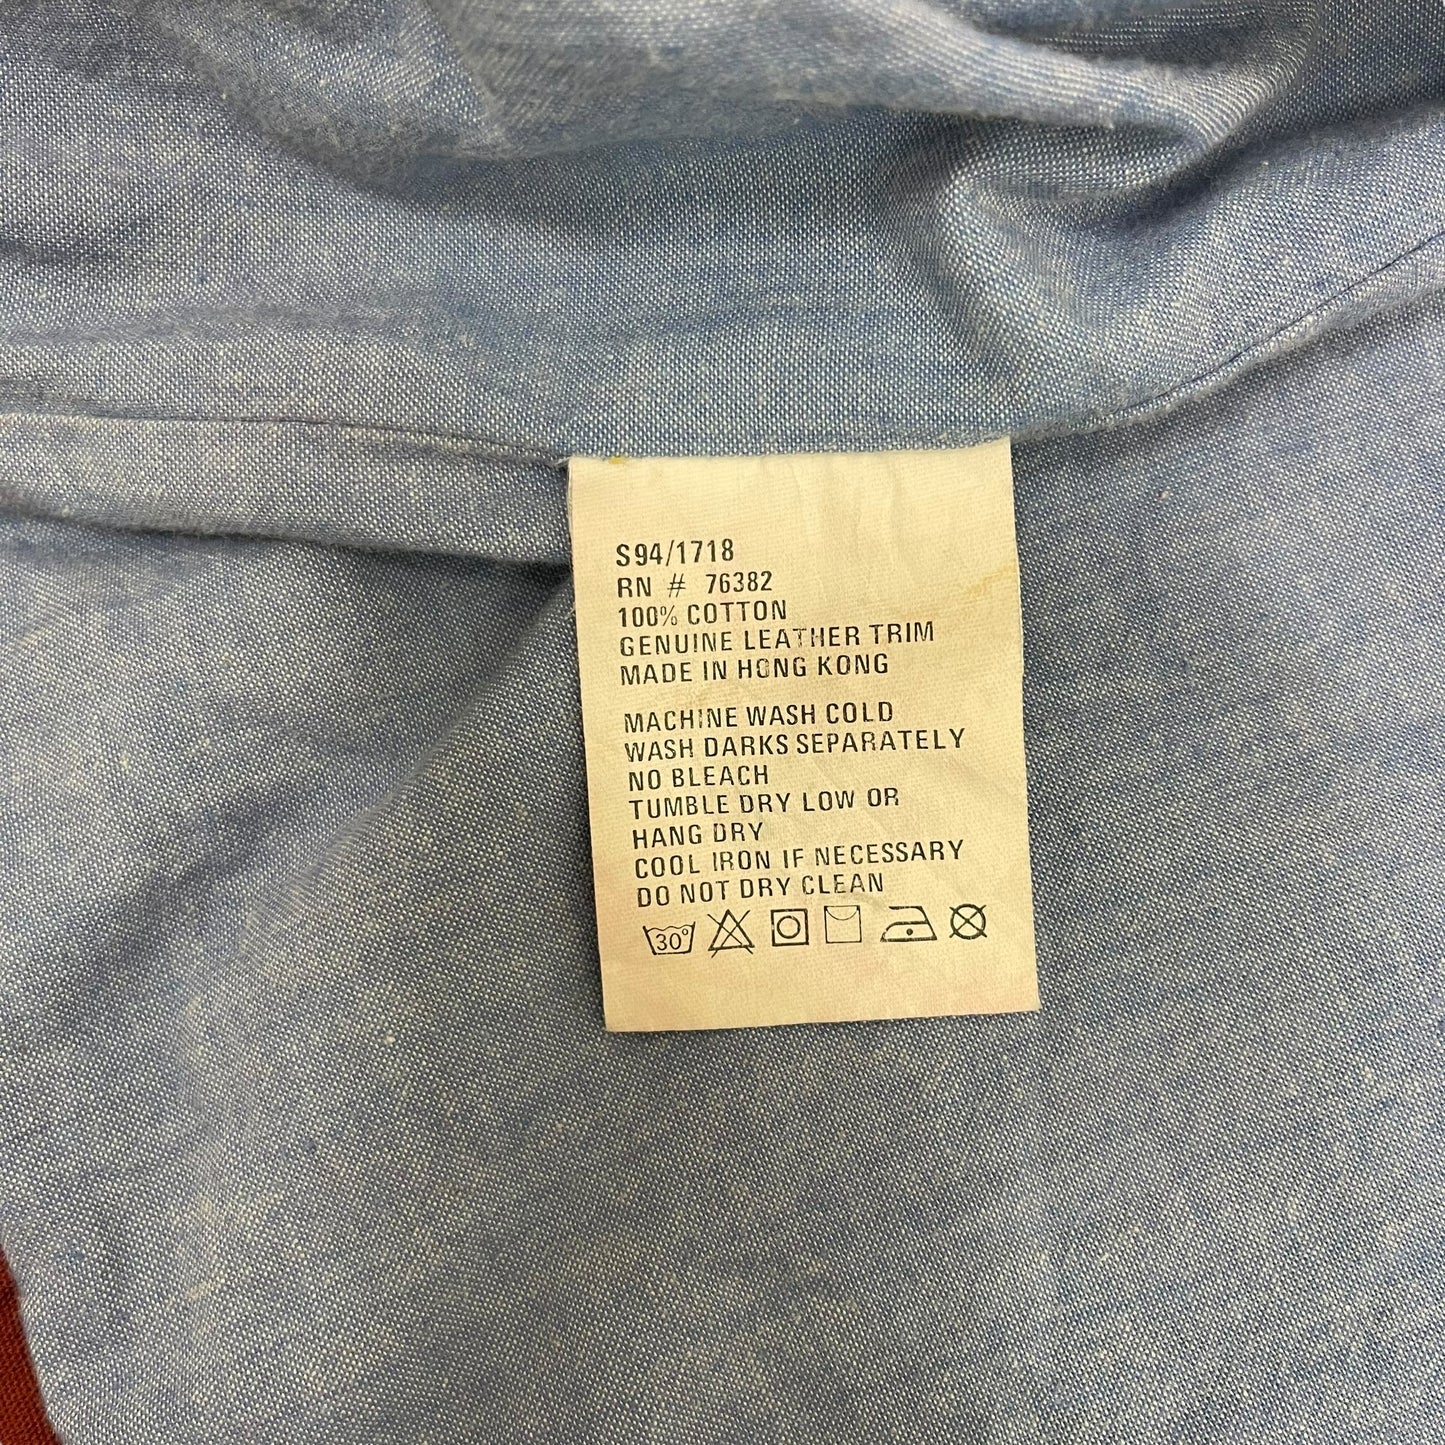 S94/1718
RN # 76382
100% COTTON
GENUINE LEATHER TRIM
MADE IN HONG KONG
MACHINE WASH COLD
WASH DARKS SEPARATELY
NO BLEACH
TUMBLE DRY LOW OR
HANG DRY
COOL IRON IF NECESSARY
DO NOT DRY CLEAN
30°